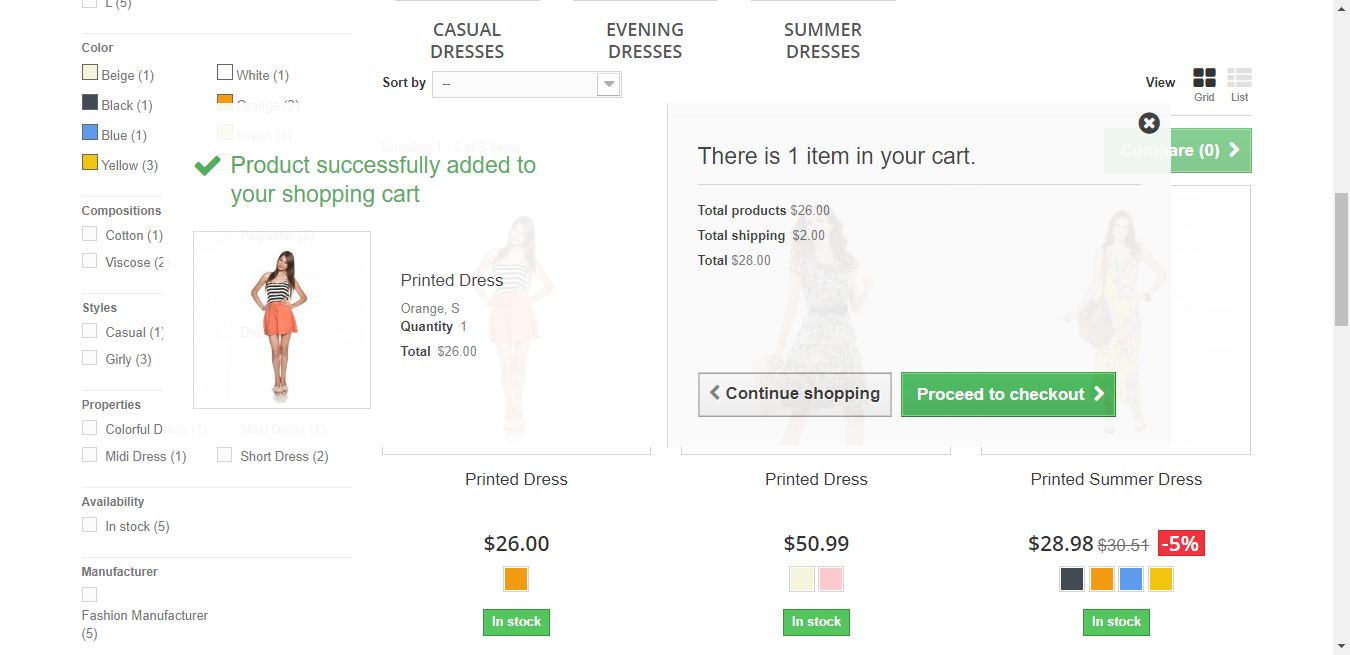 L (5)
CASUAL
DRESSES
EVENING
DRESSES
SUMMER
DRESSES
Color
Beige (1)
White (1)
Black (1)
Orange (2)
Blue (1)
Green (1)
Yellow (3)
Sort by
--
View
Grid
List
Showing 1 - 5 of 5 items
Compare (0)
Product successfully added to
your shopping cart
There is 1 item in your cart.
Compositions
Cotton (1)
Polyester (2)
Viscose (2
Styles
Casual (1)
Girly (3)
Properties
Colorful Dress (1)
Maxi Dress (1)
Midi Dress (1)
Short Dress (2)
Printed Dress
Orange, S
Quantity 1
Total $26.00
Total products $26.00
Total shipping $2.00
Total $28.00
Continue shopping
Proceed to checkout
Availability
In stock (5)
Manufacturer
Fashion Manufacturer
(5)
Printed Dress
$26.00
In stock
Printed Dress
$50.99
In stock
Printed Summer Dress
$28.98 $30.51 -5%
In stock